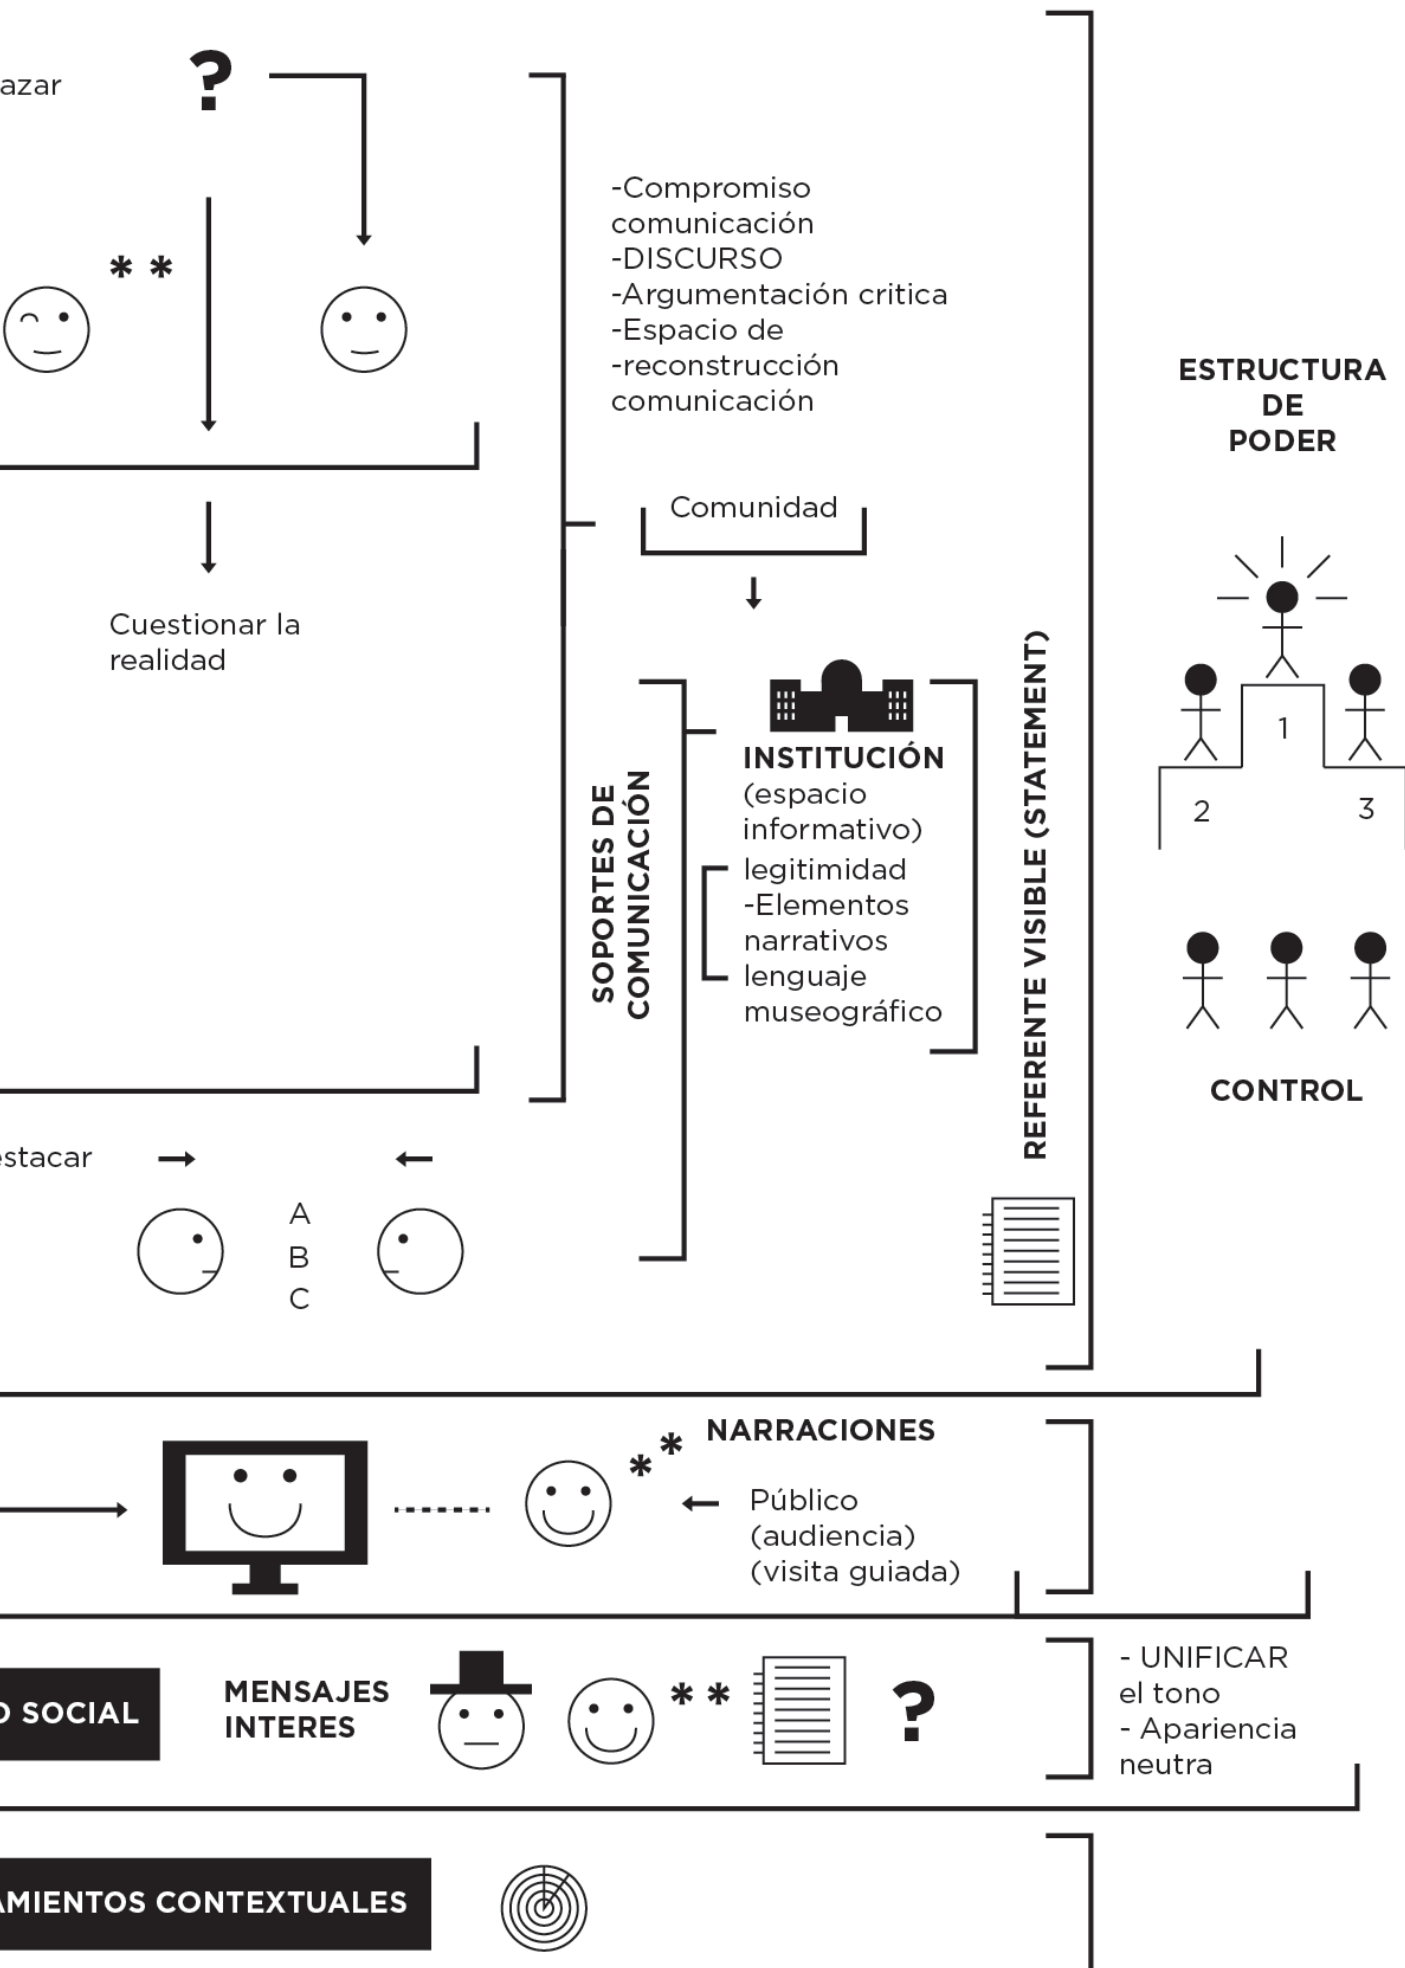 azar
?
* *
-Compromiso
comunicación
-DISCURSO
-Argumentación critica
-Espacio de
-reconstrucción
comunicación
ESTRUCTURA
DE
PODER
Comunidad
Cuestionar la
realidad
1
2
3
SOPORTES DE
COMUNICACIÓN
INSTITUCIÓN
(espacio
informativo)
legitimidad
-Elementos
narrativos
lenguaje
museográfico
REFERENTE VISIBLE (STATEMENT)
CONTROL
estacar
A
B
C
NARRACIONES
* *
Público
(audiencia)
(visita guiada)
O SOCIAL
MENSAJES
INTERES
* *
?
- UNIFICAR
el tono
- Apariencia
neutra
AMIENTOS CONTEXTUALES